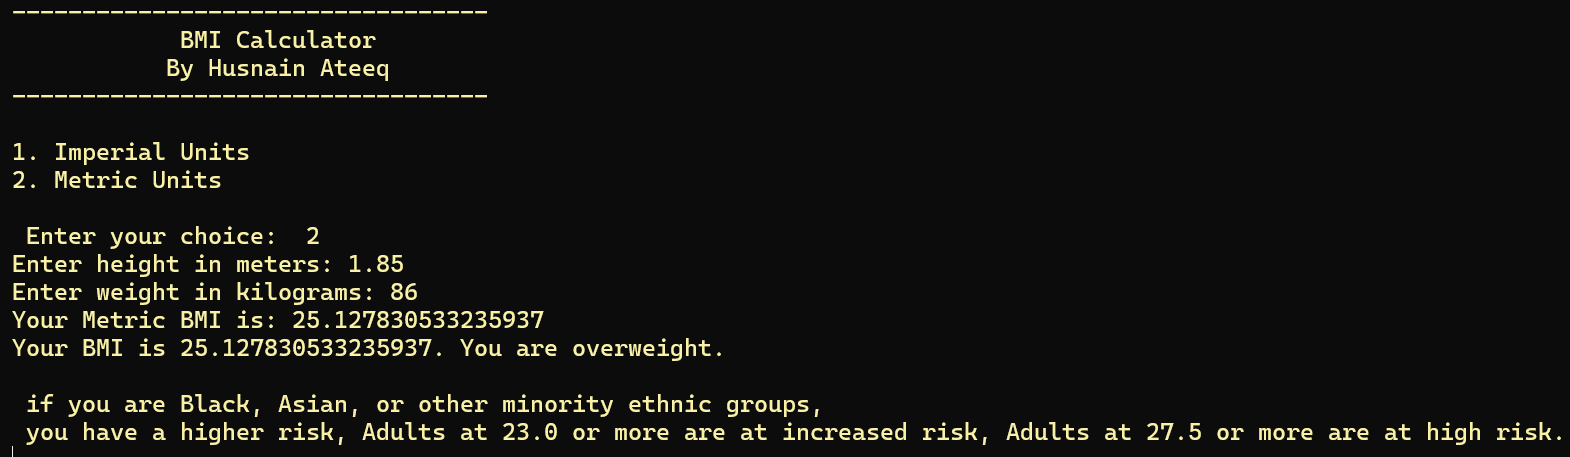 ----------------------------------
BMI Calculator
By Husnain Ateeq
----------------------------------
1. Imperial Units
2. Metric Units
Enter your choice:  2
Enter height in meters: 1.85
Enter weight in kilograms: 86
Your Metric BMI is: 25.127830533235937
Your BMI is 25.127830533235937. You are overweight.
if you are Black, Asian, or other minority ethnic groups,
you have a higher risk, Adults at 23.0 or more are at increased risk, Adults at 27.5 or more are at high risk.